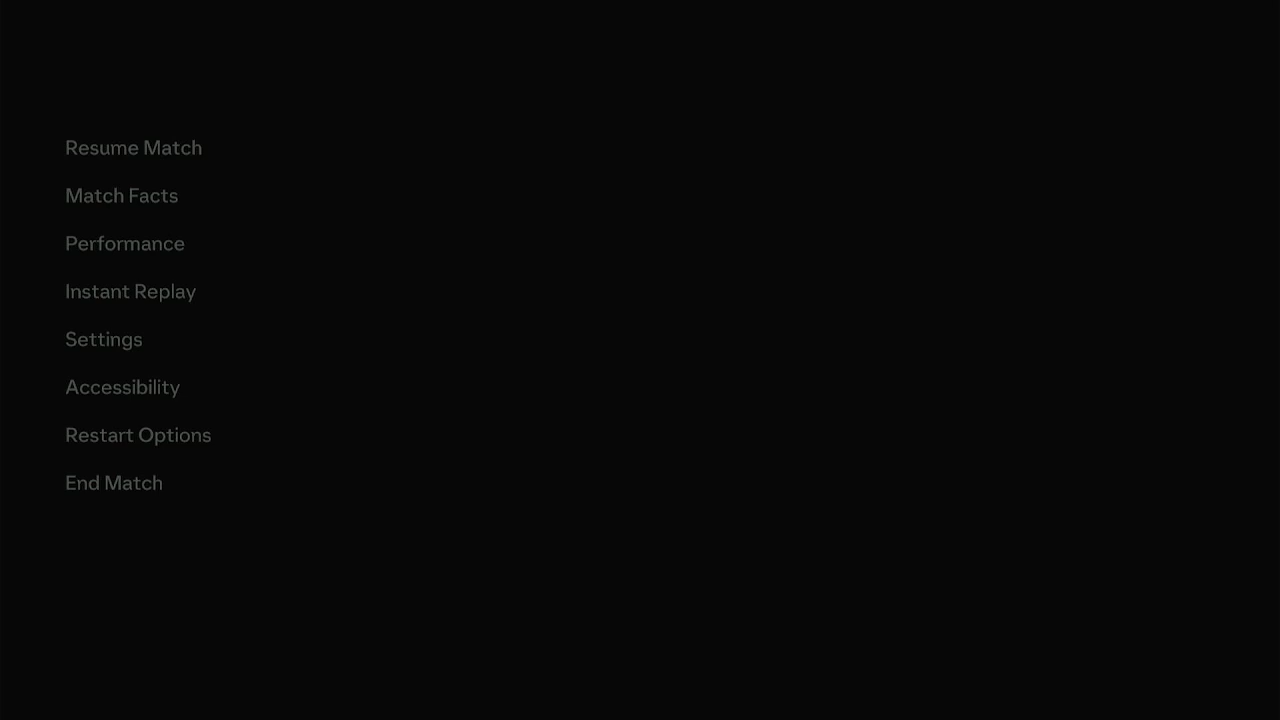 Resume Match
Match Facts
Performance
Instant Replay
Settings
Accessibility
Restart Options
End Match